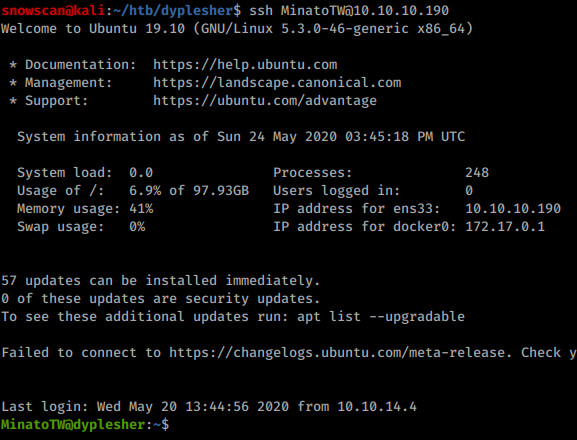 snowscan@kali:~/htb/dyplesher$ ssh MinatoTW@10.10.10.190
Welcome to Ubuntu 19.10 (GNU/Linux 5.3.0-46-generic x86_64)
* Documentation:  https://help.ubuntu.com
* Management:     https://landscape.canonical.com
* Support:        https://ubuntu.com/advantage
System information as of Sun 24 May 2020 03:45:18 PM UTC
System load:  0.0                Processes:              248
Usage of /:   6.9% of 97.93GB   Users logged in:        0
Memory usage: 41%                IP address for ens33:   10.10.10.190
Swap usage:   0%                 IP address for docker0: 172.17.0.1
57 updates can be installed immediately.
0 of these updates are security updates.
To see these additional updates run: apt list --upgradable
Failed to connect to https://changelogs.ubuntu.com/meta-release. Check y
Last login: Wed May 20 13:44:56 2020 from 10.10.14.4
MinatoTW@dyplesher:~$